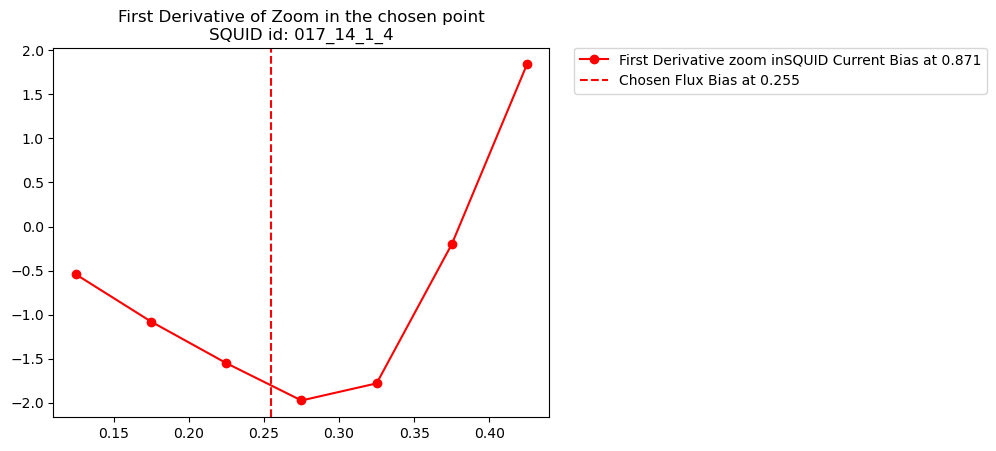 First Derivative of Zoom in the chosen point
SQUID id: 017_14_1_4
First Derivative zoom inSQUID Current Bias at 0.871
Chosen Flux Bias at 0.255
2.0
1.5
1.0
0.5
0.0
−0.5
−1.0
−1.5
−2.0
0.15 0.20 0.25 0.30 0.35 0.40